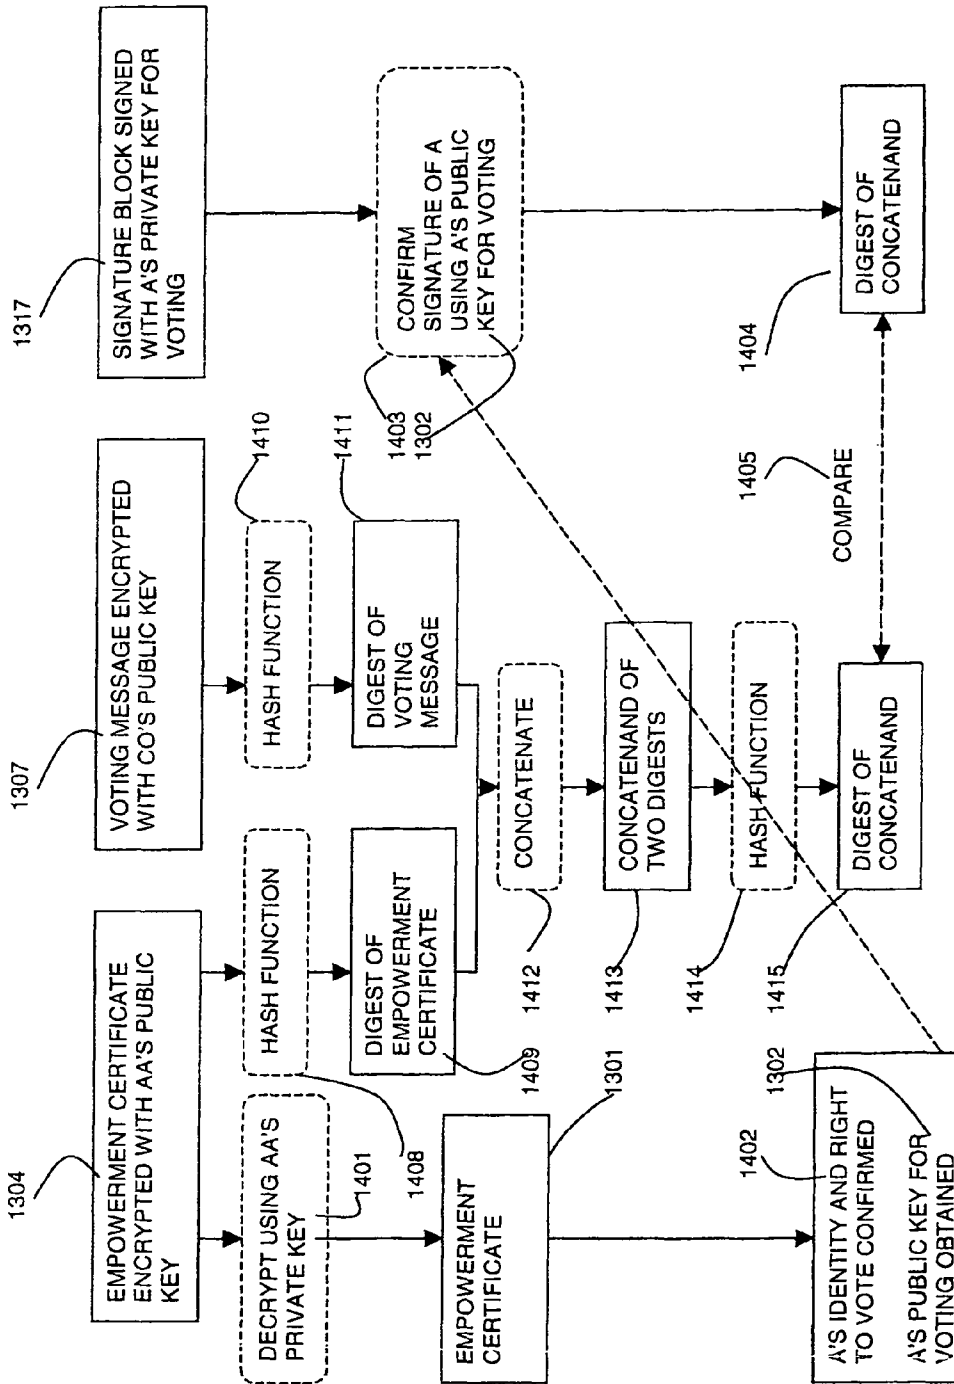 1304
EMPOWERMENT CERTIFICATE
ENCRYPTED WITH AA'S PUBLIC
KEY
1307
VOTING MESSAGE ENCRYPTED
WITH CO'S PUBLIC KEY
1317
SIGNATURE BLOCK SIGNED
WITH A'S PRIVATE KEY FOR
VOTING
DECRYPT USING AA'S
PRIVATE KEY
1401
HASH FUNCTION
1408
HASH FUNCTION
1410
EMPOWERMENT
CERTIFICATE
1301
DIGEST OF
EMPOWERMENT
CERTIFICATE
1409
DIGEST OF
VOTING
MESSAGE
1411
CONFIRM
SIGNATURE OF A
USING A'S PUBLIC
KEY FOR VOTING
1403
1302
CONCATENATE
1412
CONCATENAND OF
TWO DIGESTS
1413
HASH FUNCTION
1414
A'S IDENTITY AND RIGHT
TO VOTE CONFIRMED
A'S PUBLIC KEY FOR
VOTING OBTAINED
1402
1302
DIGEST OF
CONCATENAND
1415
COMPARE
1405
DIGEST OF
CONCATENAND
1404